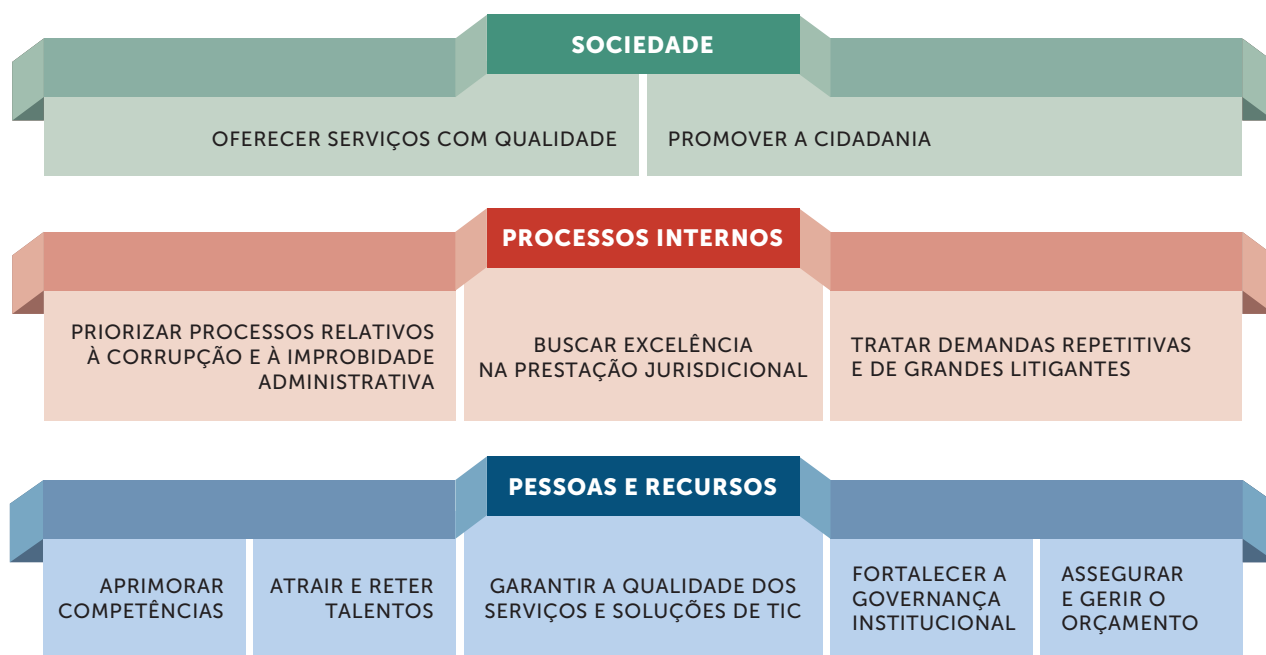 SOCIEDADE
OFERECER SERVIÇOS COM QUALIDADE
PROMOVER A CIDADANIA
PROCESSOS INTERNOS
PRIORIZAR PROCESSOS RELATIVOS
À CORRUPÇÃO E À IMPROBIDADE
ADMINISTRATIVA
BUSCAR EXCELÊNCIA
NA PRESTAÇÃO JURISDICIONAL
TRATAR DEMANDAS REPETITIVAS
E DE GRANDES LITIGANTES
PESSOAS E RECURSOS
APRIMORAR
COMPETÊNCIAS
ATRAIR E RETER
TALENTOS
GARANTIR A QUALIDADE DOS
SERVIÇOS E SOLUÇÕES DE TIC
FORTALECER A
GOVERNANÇA
INSTITUCIONAL
ASSEGURAR
E GERIR O
ORÇAMENTO